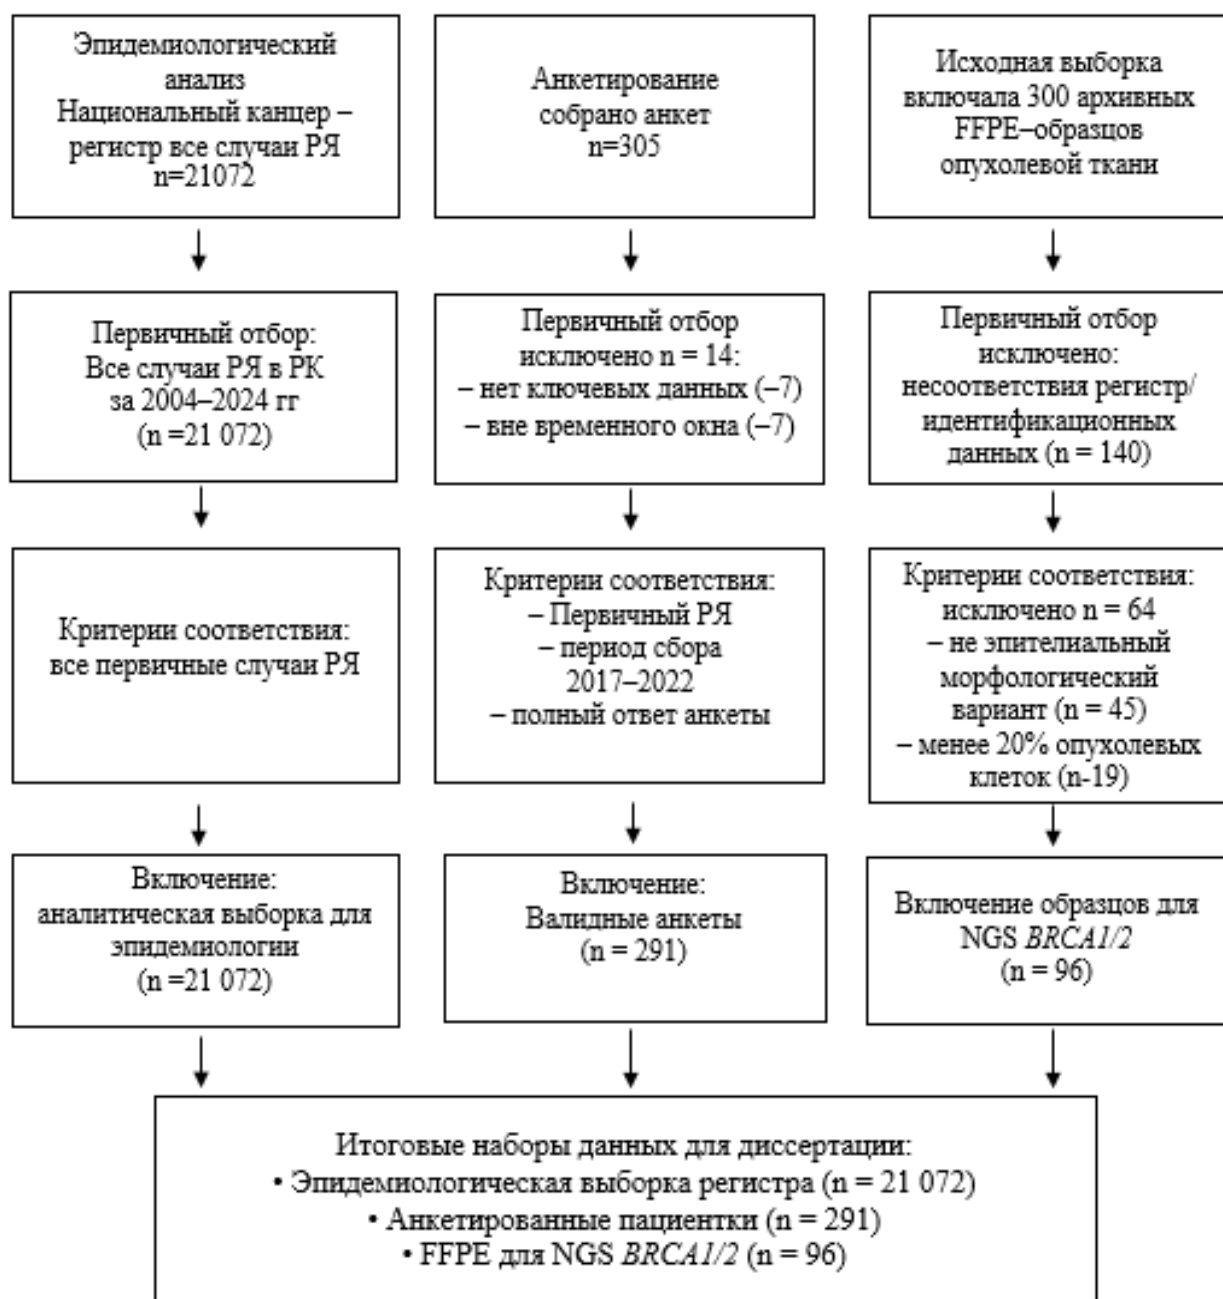 Эпидемиологический
анализ
Национальный канцер –
регистр все случаи РЯ
n=21072
Анкетирование
собрано анкет
n=305
Исходная выборка
включала 300 архивных
FFPE–образцов
опухолевой ткани
Первичный отбор:
Все случаи РЯ в РК
за 2004–2024 гг
(n =21 072)
Первичный отбор
исключено n = 14:
– нет ключевых данных (–7)
– вне временного окна (–7)
Первичный отбор
исключено:
несоответствия регистр/
идентификационных
данных (n = 140)
Критерии соответствия:
все первичные случаи РЯ
Критерии соответствия:
– Первичный РЯ
– период сбора
2017–2022
– полный ответ анкеты
Критерии соответствия:
исключено n = 64
– не эпителиальный
морфологический
вариант (n = 45)
– менее 20% опухолевых
клеток (n-19)
Включение:
аналитическая выборка для
эпидемиологии
(n =21 072)
Включение:
Валидные анкеты
(n = 291)
Включение образцов для
NGS BRCA1/2
(n = 96)
Итоговые наборы данных для диссертации:
• Эпидемиологическая выборка регистра (n = 21 072)
• Анкетированные пациентки (n = 291)
• FFPE для NGS BRCA1/2 (n = 96)